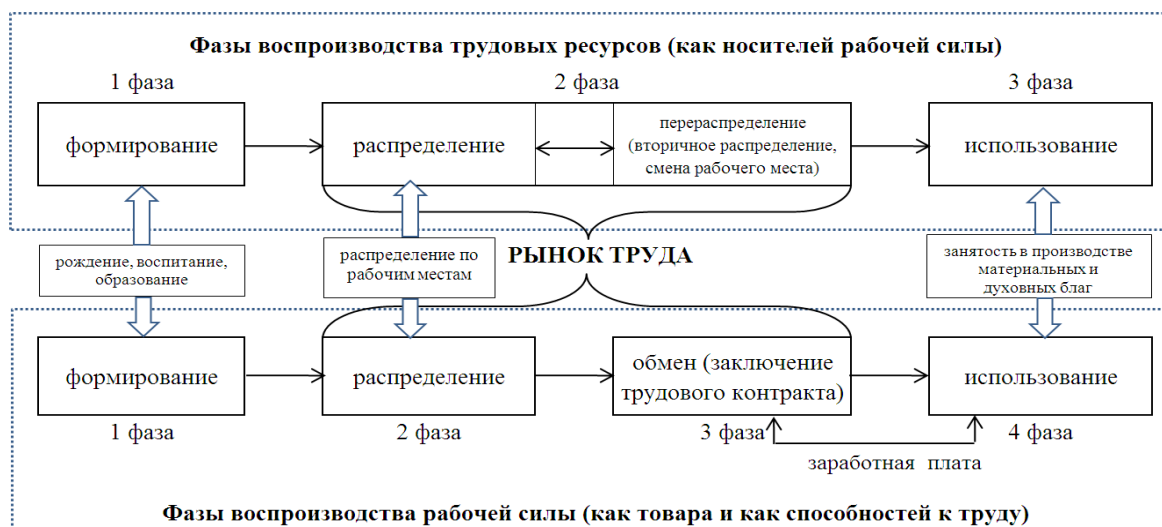 Фазы воспроизводства трудовых ресурсов (как носителей рабочей силы)
1 фаза
2 фаза
3 фаза
формирование
распределение
перераспределение
(вторичное распределение,
смена рабочего места)
использование
рождение, воспитание,
образование
распределение по
рабочим местам
РЫНОК ТРУДА
занятость в производстве
материальных и
духовных благ
формирование
распределение
обмен (заключение
трудового контракта)
использование
1 фаза
2 фаза
3 фаза
4 фаза
заработная плата
Фазы воспроизводства рабочей силы (как товара и как способностей к труду)